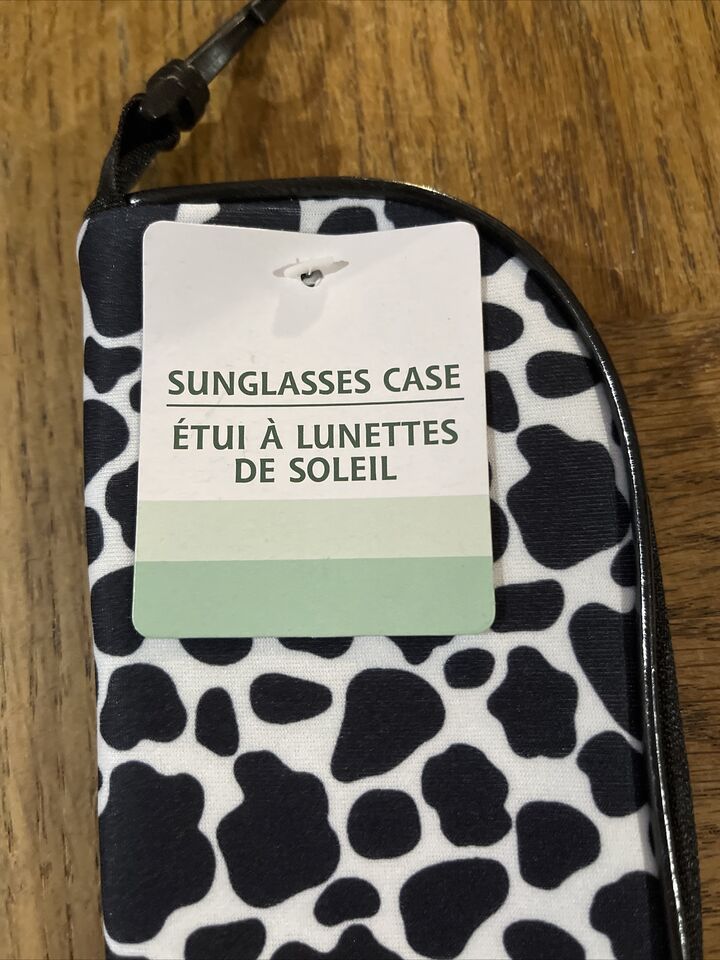 SUNGLASSES CASE
ÉTUI À LUNETTES
DE SOLEIL